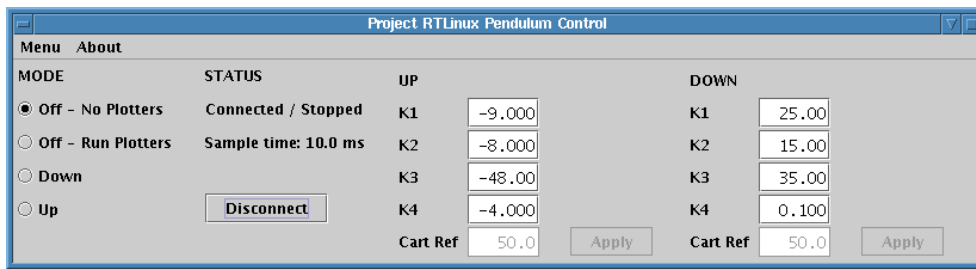 Project RTLinux Pendulum Control
Menu About
MODE STATUS UP DOWN
Off - No Plotters Connected / Stopped K1 -9.000 K1 25.00
Off - Run Plotters Sample time: 10.0 ms K2 -8.000 K2 15.00
Down K3 -48.00 K3 35.00
Up Disconnect K4 -4.000 K4 0.100
Cart Ref 50.0 Apply Cart Ref 50.0 Apply